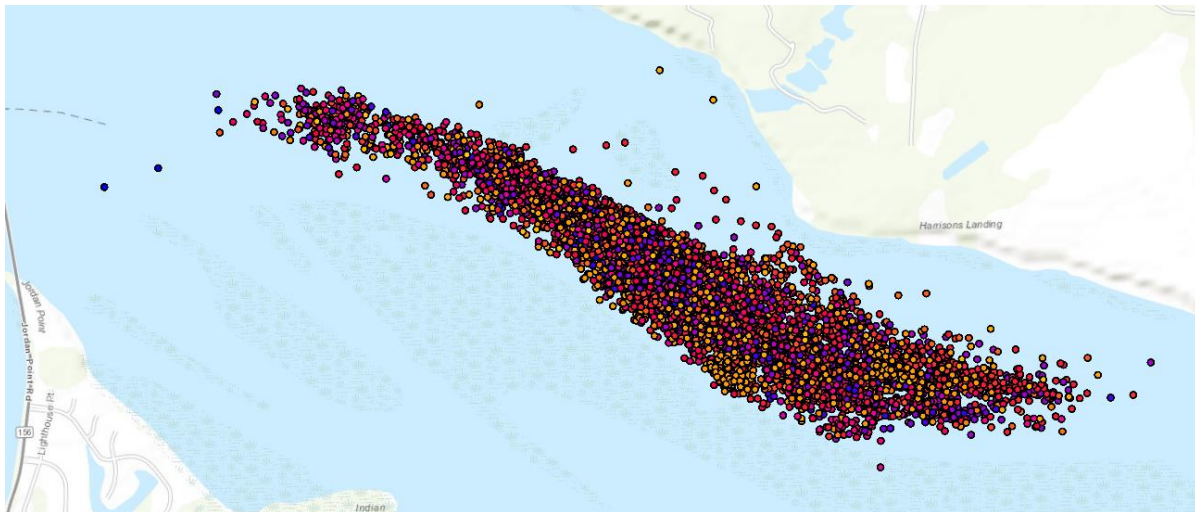 Harrisons Landing
Jordan Point
Jordan-Point-Rd
Lighthouse Pt
156
Indian